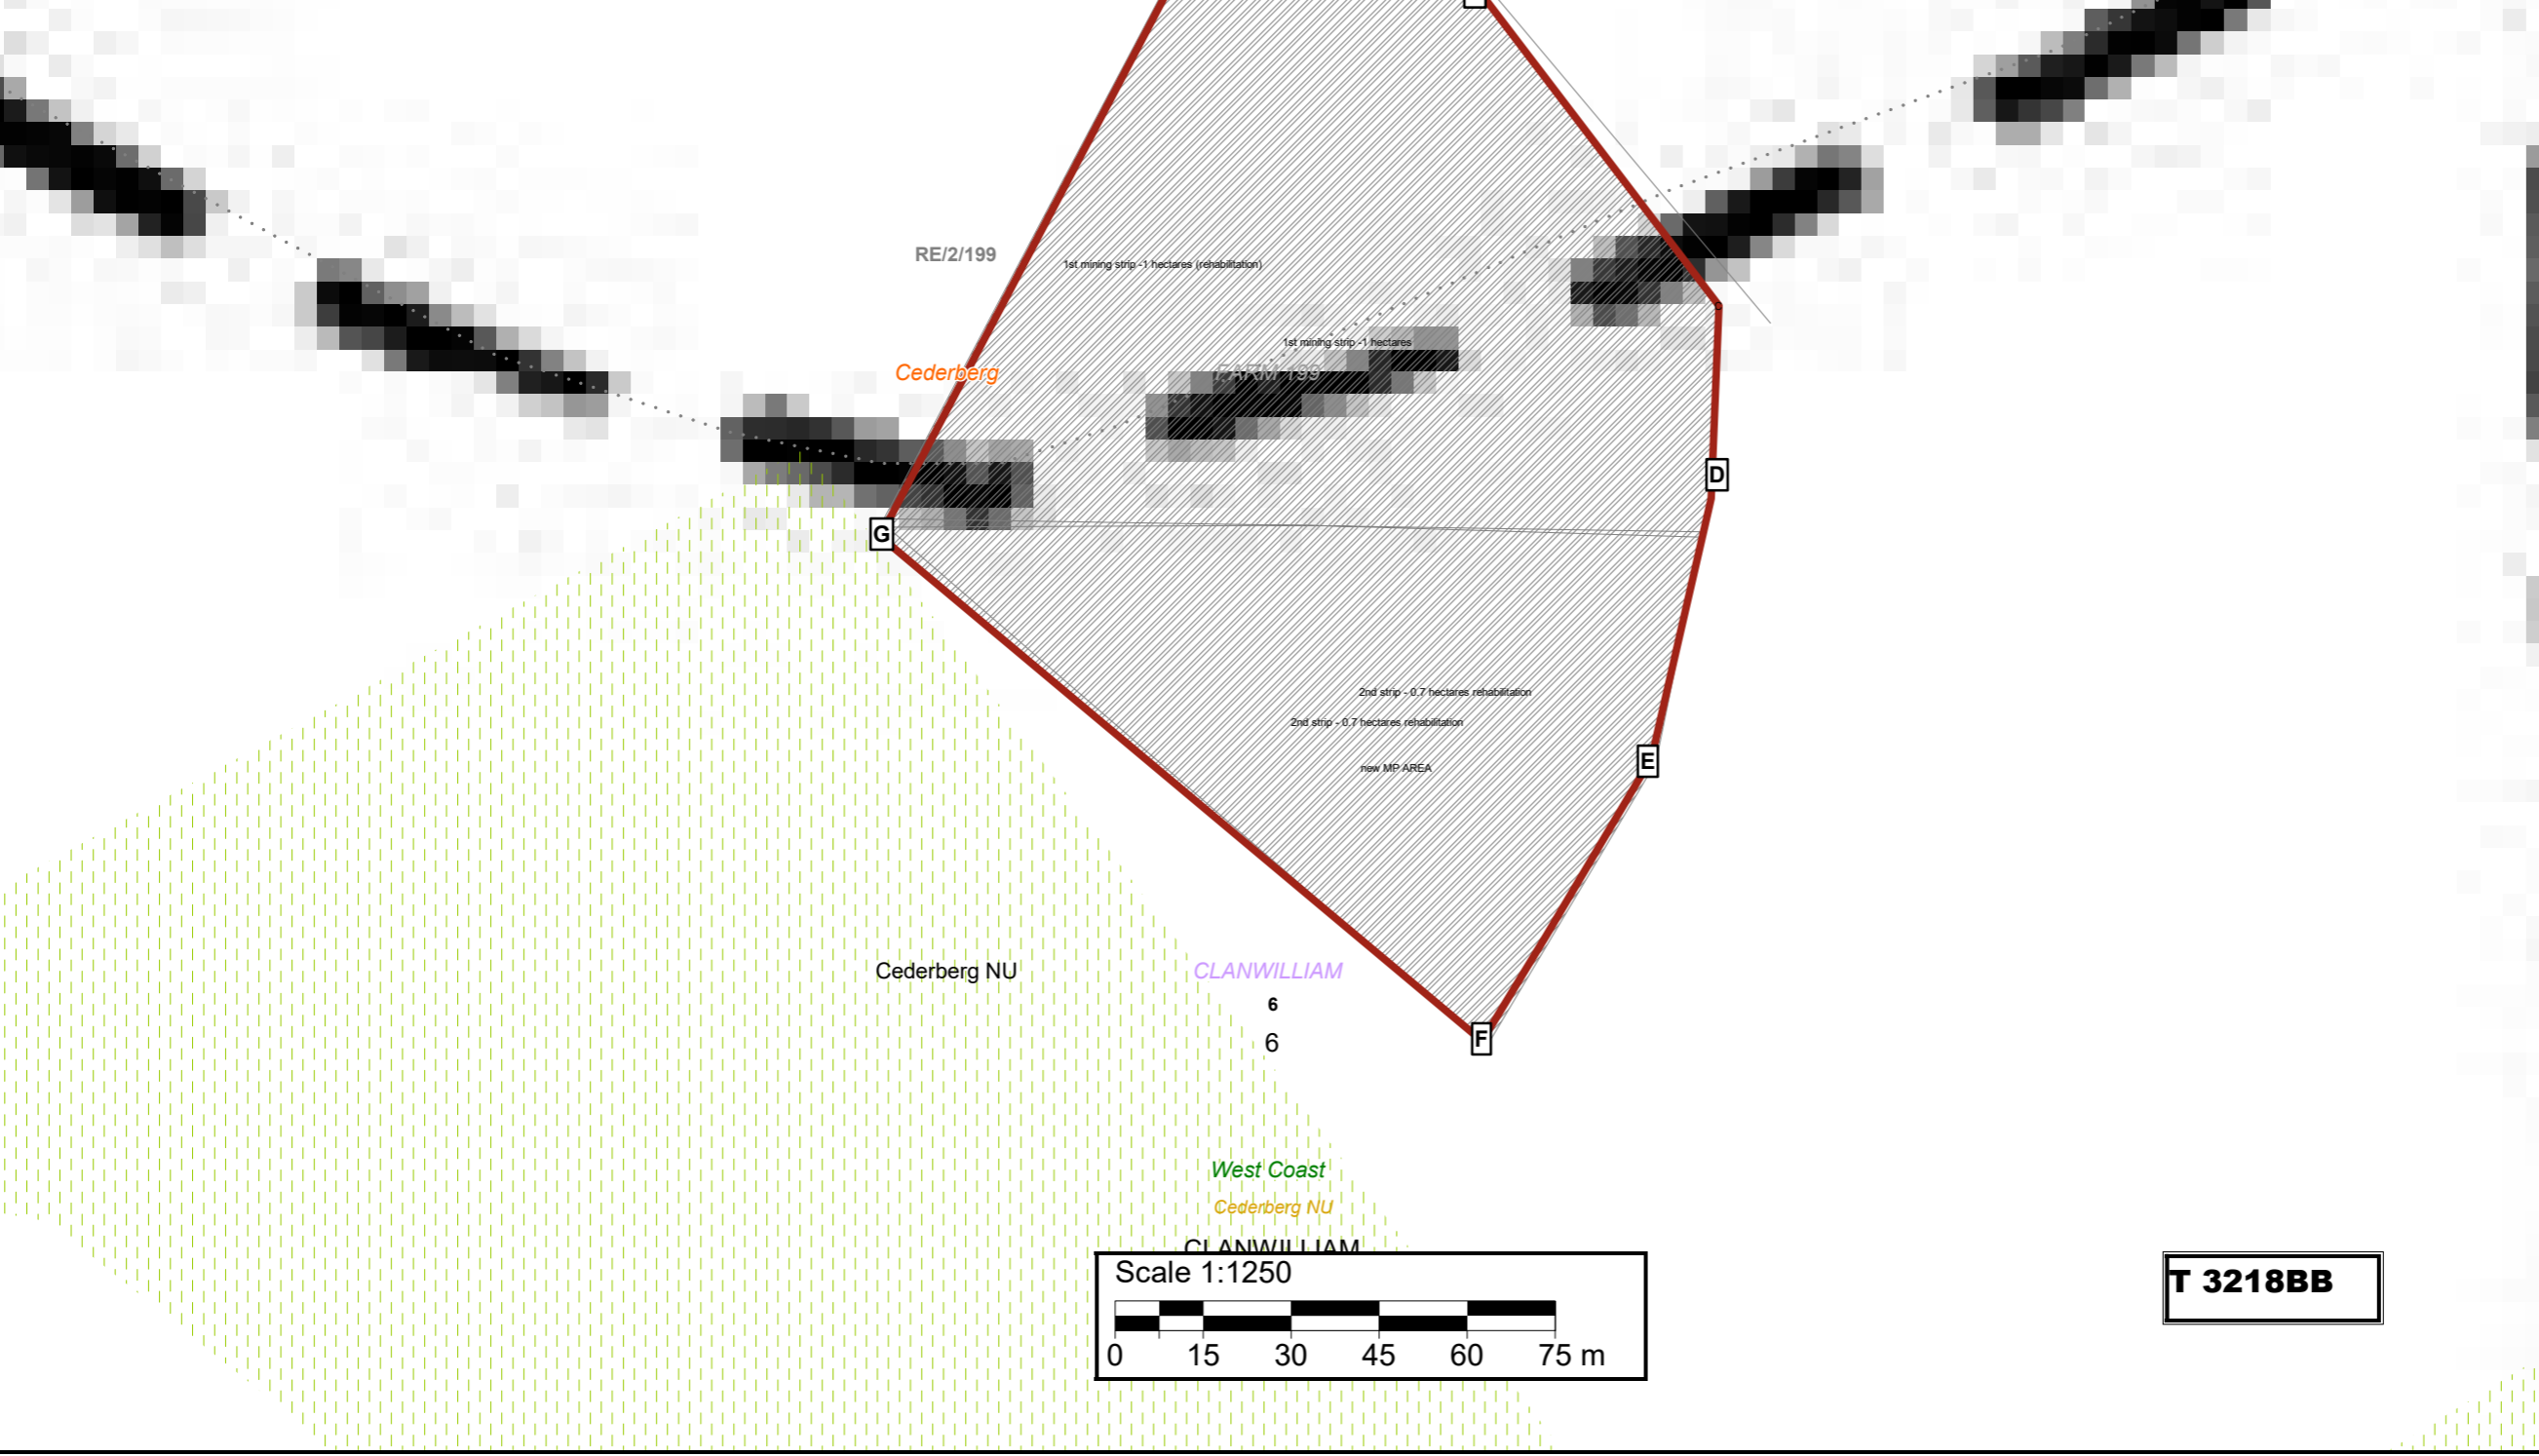 RE/2/199
1st mining strip -1 hectares (rehabilitation)
1st mining strip -1 hectares
Cederberg
FARM 199
D
G
2nd strip - 0.7 hectares rehabilitation
2nd strip - 0.7 hectares rehabilitation
E
new MP AREA
Cederberg NU
CLANWILLIAM
6
F
6
West Coast
Cederberg NU
CLANWILLIAM
Scale 1:1250
0 15 30 45 60 75 m
T 3218BB